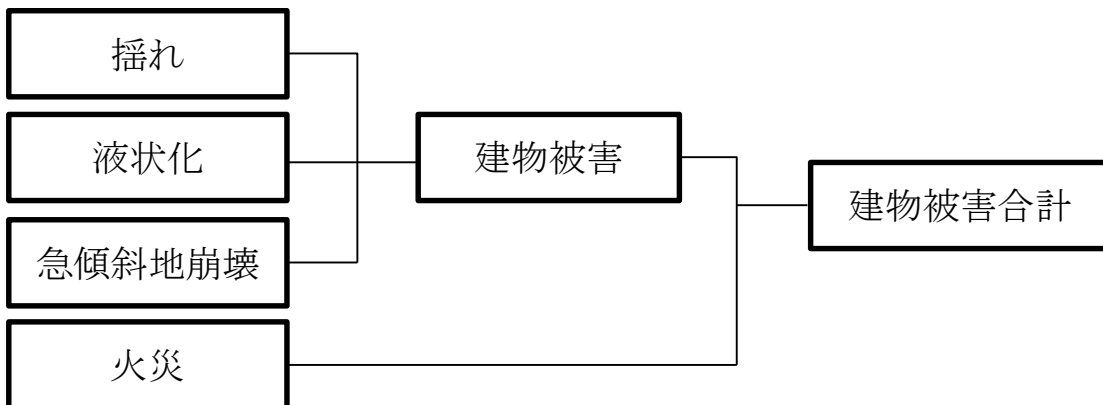 揺れ
液状化
急傾斜地崩壊
火災
建物被害
建物被害合計